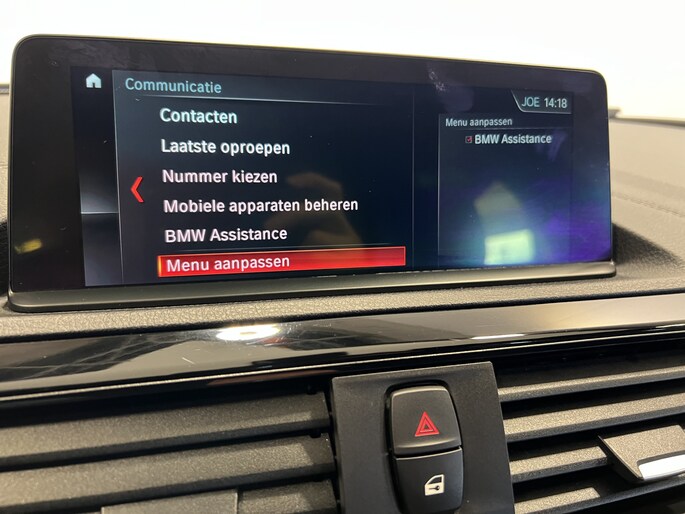 Communicatie
JOE 14:18
Contacten
Laatste oproepen
Nummer kiezen
Mobiele apparaten beheren
BMW Assistance
Menu aanpassen
Menu aanpassen
BMW Assistance